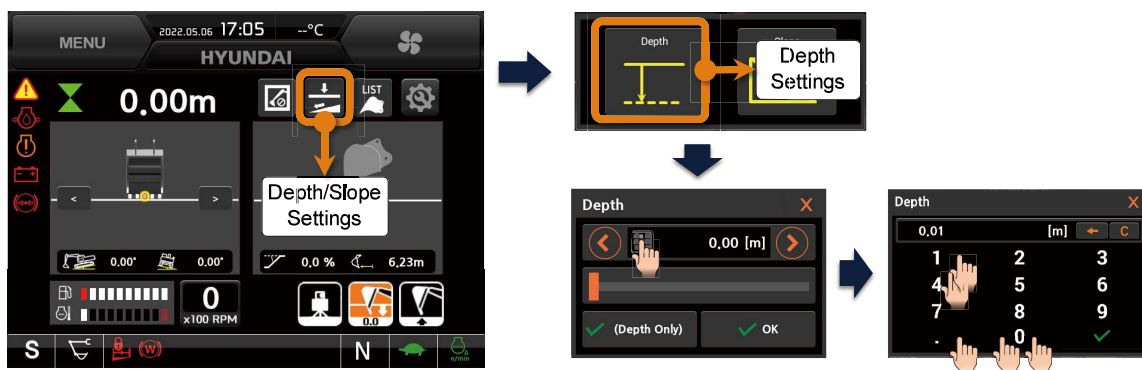 MENU
2022.05.06 17:05 --°C
HYUNDAI
0.00m
LIST
Depth/Slope
Settings
0.00°
0.00°
0,0 %
6,23m
0
x100 RPM
0.0
S
(W)
N
n/min
Depth
Depth
Settings
Depth
X
0,00 [m]
(Depth Only)
OK
Depth
X
0,01 [m] C
1 2 3
4 5 6
7 8 9
. 0